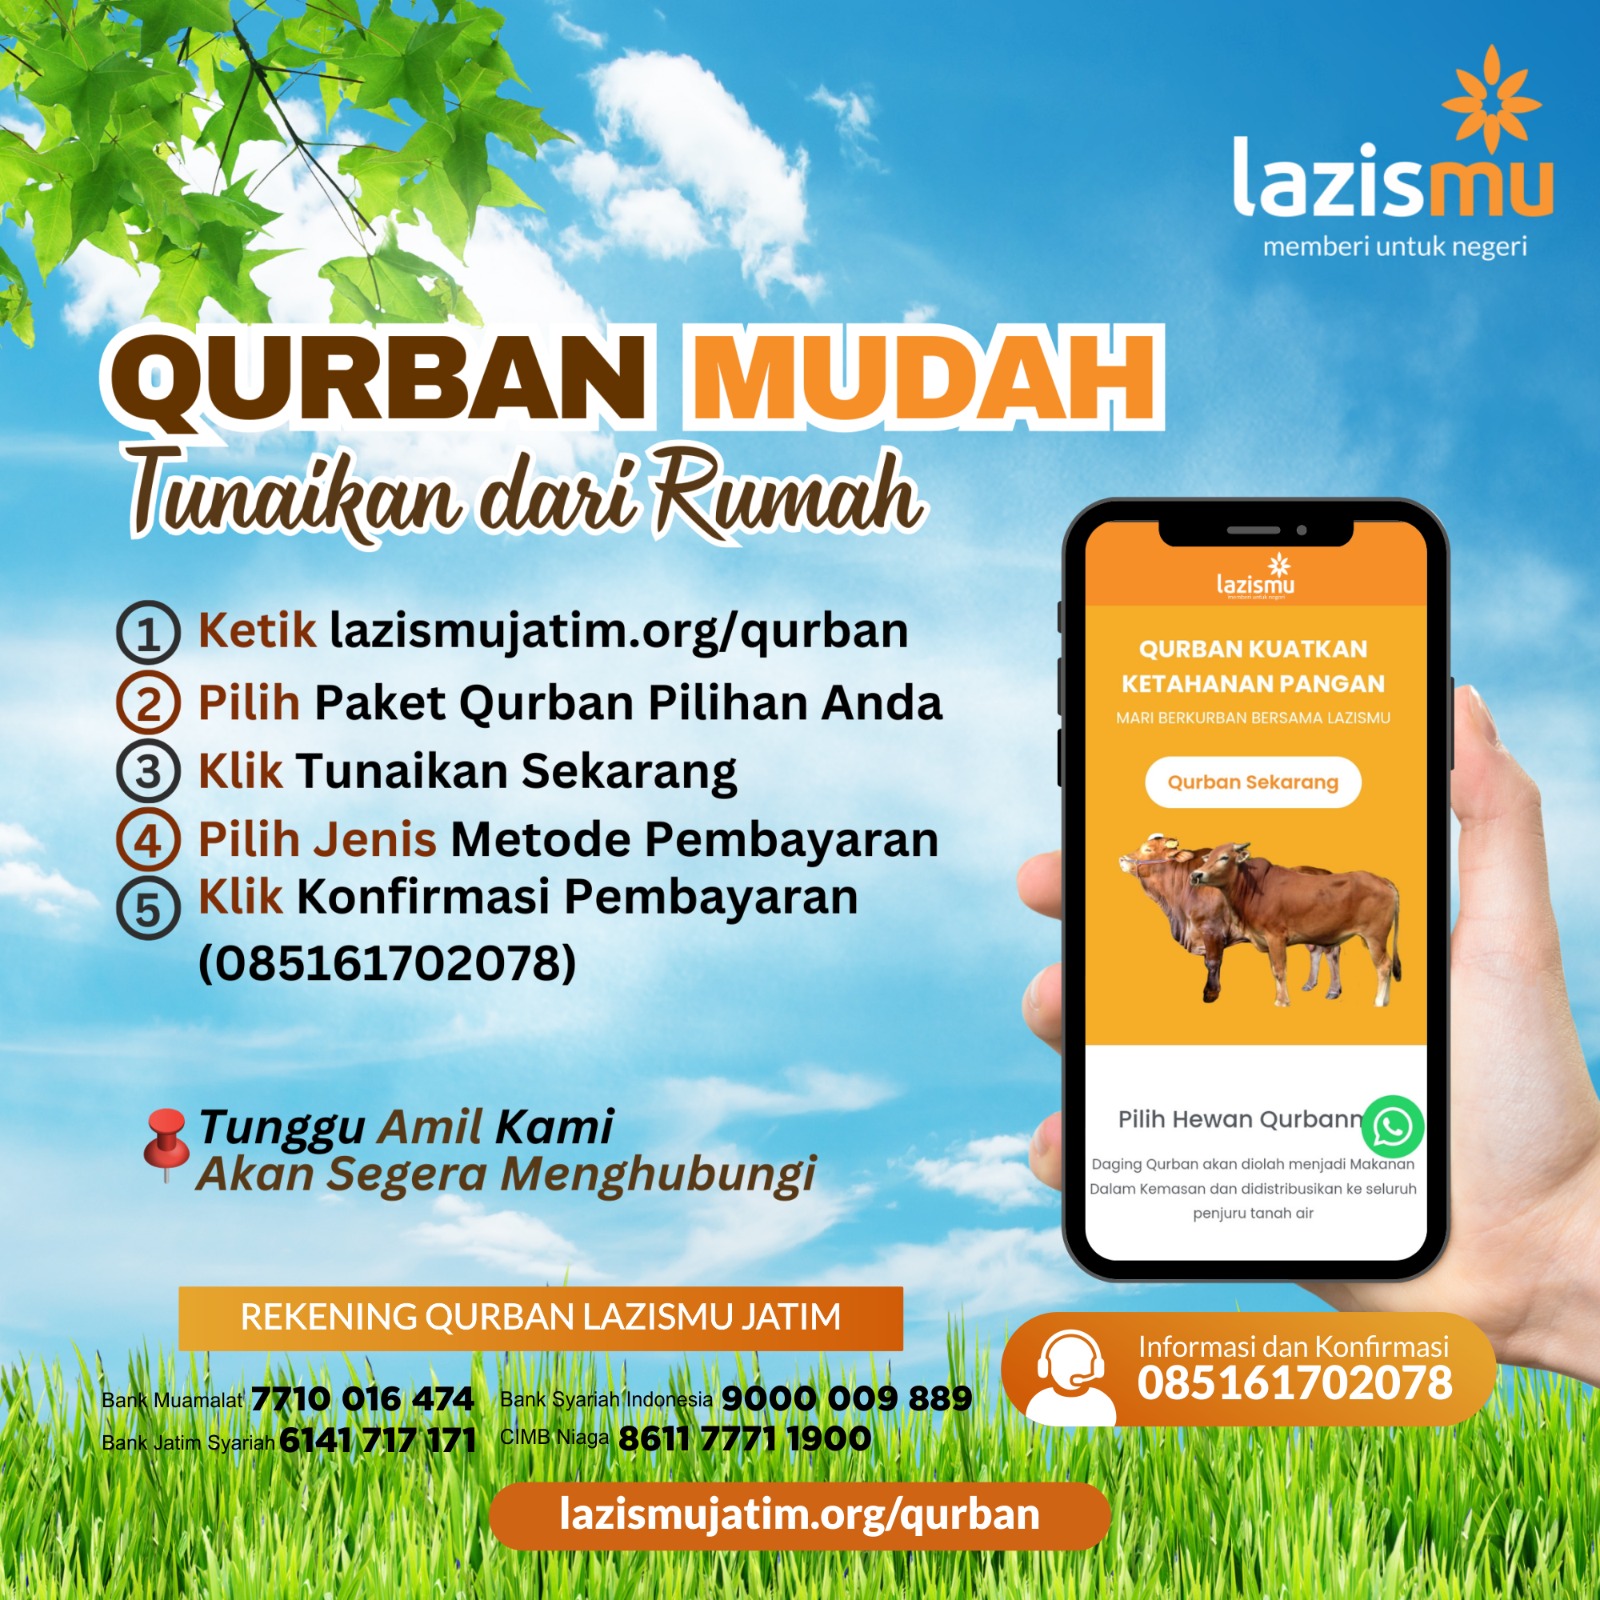 lazismu
memberi untuk negeri
QURBAN MUDAH
Tunaikan dari Rumah
1 Ketik lazismujatim.org/qurban
2 Pilih Paket Qurban Pilihan Anda
3 Klik Tunaikan Sekarang
4 Pilih Jenis Metode Pembayaran
5 Klik Konfirmasi Pembayaran
(085161702078)
Tunggu Amil Kami
Akan Segera Menghubungi
lazismu
memberi untuk negeri
QURBAN KUATKAN
KETAHANAN PANGAN
MARI BERKURBAN BERSAMA LAZISMU
Qurban Sekarang
Pilih Hewan Qurbann
Daging Qurban akan diolah menjadi Makanan
Dalam Kemasan dan didistribusikan ke seluruh
penjuru tanah air
REKENING QURBAN LAZISMU JATIM
Bank Muamalat 7710 016 474 Bank Syariah Indonesia 9000 009 889
Bank Jatim Syariah 6141 717 171 CIMB Niaga 8611 7771 1900
Informasi dan Konfirmasi
085161702078
lazismujatim.org/qurban